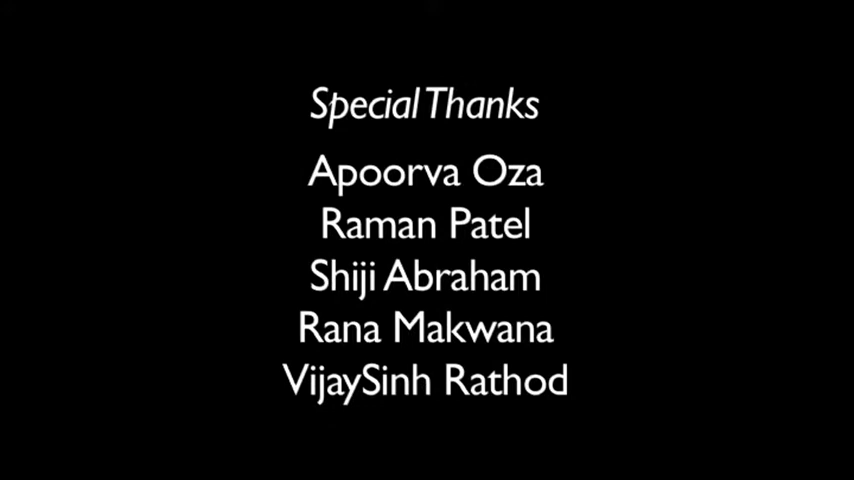 Special Thanks
Apoorva Oza
Raman Patel
Shiji Abraham
Rana Makwana
VijaySinh Rathod